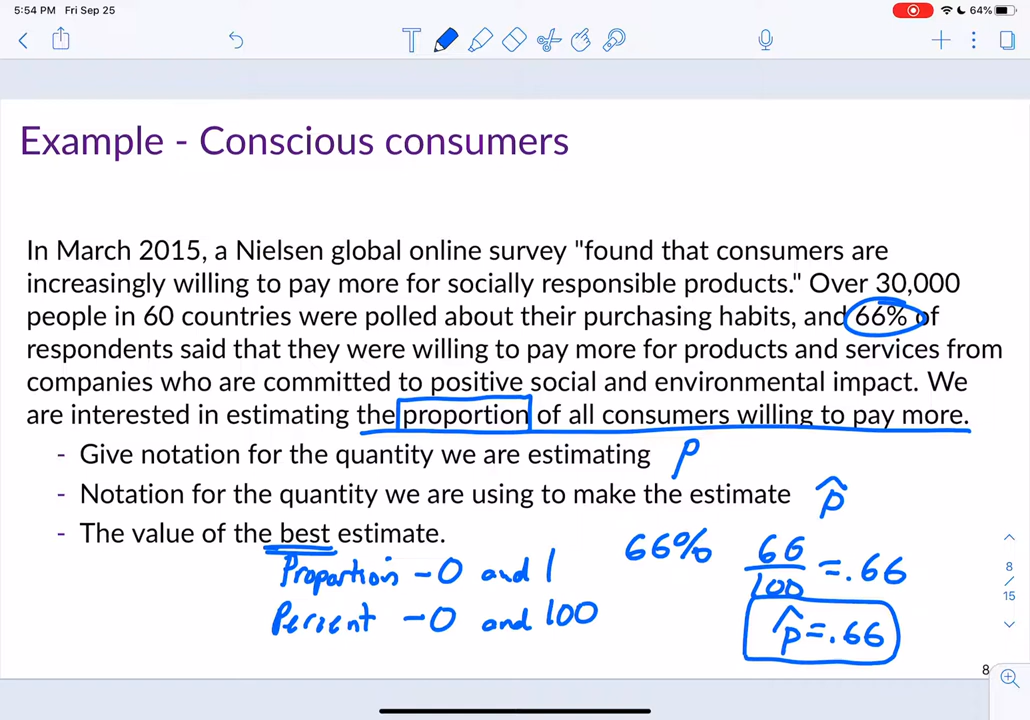 5:54 PM Fri Sep 25 64%
T
Example - Conscious consumers
In March 2015, a Nielsen global online survey "found that consumers are
increasingly willing to pay more for socially responsible products." Over 30,000
people in 60 countries were polled about their purchasing habits, and 66% of
respondents said that they were willing to pay more for products and services from
companies who are committed to positive social and environmental impact. We
are interested in estimating the proportion of all consumers willing to pay more.
- Give notation for the quantity we are estimating p
- Notation for the quantity we are using to make the estimate p̂
- The value of the best estimate.
Proportion - 0 and 1
Percent - 0 and 100
66% 66/100 = .66
p̂ = .66
8
/
15
8